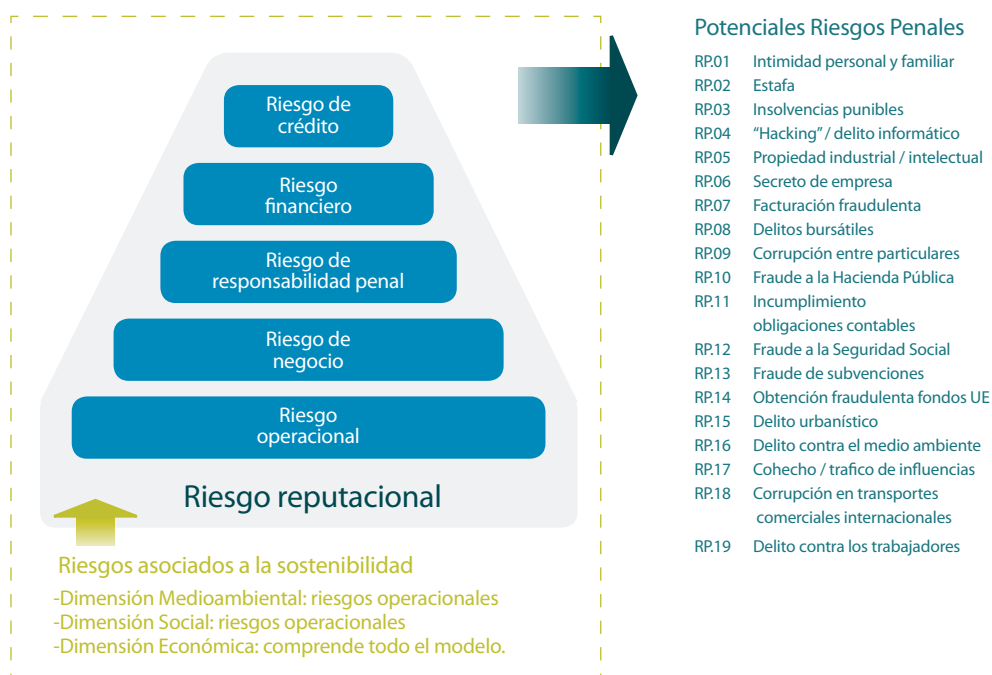 Riesgo de
crédito
Riesgo
financiero
Riesgo de
responsabilidad penal
Riesgo de
negocio
Riesgo
operacional
Riesgo reputacional
Riesgos asociados a la sostenibilidad
-Dimensión Medioambiental: riesgos operacionales
-Dimensión Social: riesgos operacionales
-Dimensión Económica: comprende todo el modelo.
Potenciales Riesgos Penales
RP.01 Intimidad personal y familiar
RP.02 Estafa
RP.03 Insolvencias punibles
RP.04 “Hacking” / delito informático
RP.05 Propiedad industrial / intelectual
RP.06 Secreto de empresa
RP.07 Facturación fraudulenta
RP.08 Delitos bursátiles
RP.09 Corrupción entre particulares
RP.10 Fraude a la Hacienda Pública
RP.11 Incumplimiento
obligaciones contables
RP.12 Fraude a la Seguridad Social
RP.13 Fraude de subvenciones
RP.14 Obtención fraudulenta fondos UE
RP.15 Delito urbanístico
RP.16 Delito contra el medio ambiente
RP.17 Cohecho / trafico de influencias
RP.18 Corrupción en transportes
comerciales internacionales
RP.19 Delito contra los trabajadores